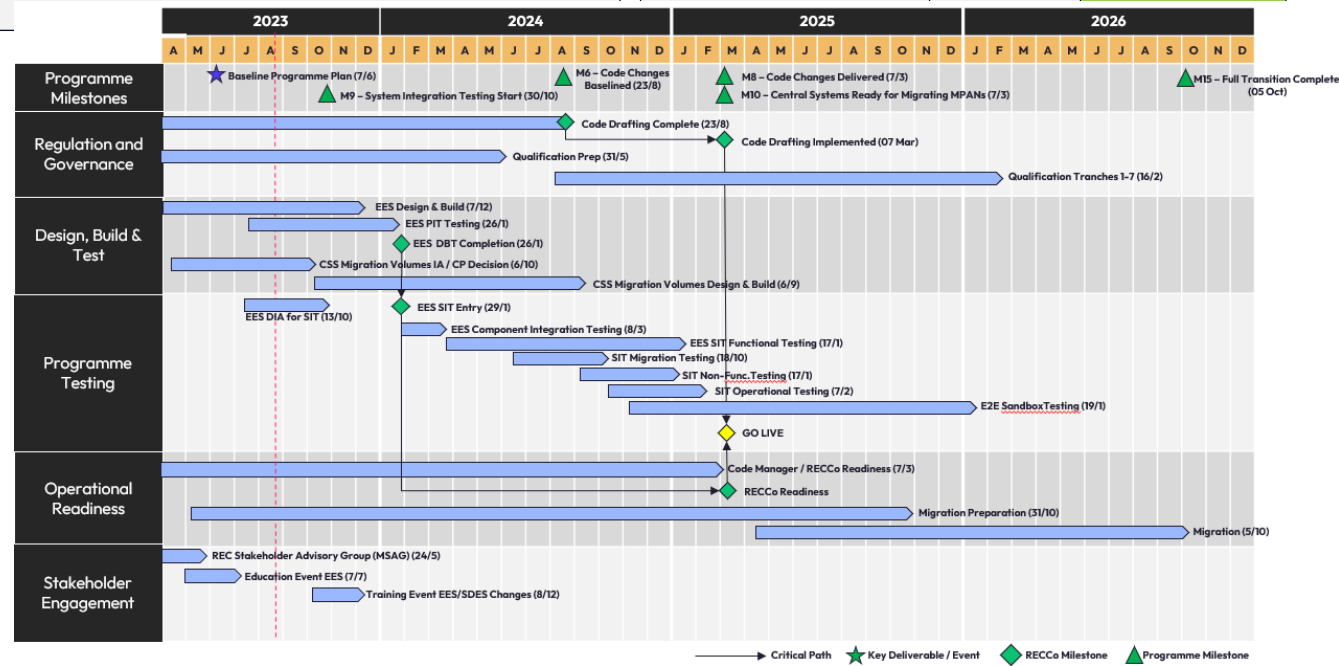 2023 2024 2025 2026
A M J J A S O N D J F M A M J J A S O N D J F M A M J J A S O N D J F M A M J J A S O N D
Programme
Milestones
Baseline Programme Plan (7/6)
M9 – System Integration Testing Start (30/10)
M6 – Code Changes
Baselined (23/8)
M8 – Code Changes Delivered (7/3)
M10 – Central Systems Ready for Migrating MPANs (7/3)
M15 – Full Transition Complete
(05 Oct)
Regulation and
Governance
Code Drafting Complete (23/8)
Code Drafting Implemented (07 Mar)
Qualification Prep (31/5)
Qualification Tranches 1-7 (16/2)
Design, Build &
Test
EES Design & Build (7/12)
EES PIT Testing (26/1)
EES DBT Completion (26/1)
CSS Migration Volumes IA / CP Decision (6/10)
CSS Migration Volumes Design & Build (6/9)
Programme
Testing
EES DIA for SIT (13/10)
EES SIT Entry (29/1)
EES Component Integration Testing (8/3)
EES SIT Functional Testing (17/1)
SIT Migration Testing (18/10)
SIT Non-Func.Testing (17/1)
SIT Operational Testing (7/2)
E2E SandboxTesting (19/1)
GO LIVE
Operational
Readiness
Code Manager / RECCo Readiness (7/3)
RECCo Readiness
Migration Preparation (31/10)
Migration (5/10)
Stakeholder
Engagement
REC Stakeholder Advisory Group (MSAG) (24/5)
Education Event EES (7/7)
Training Event EES/SDES Changes (8/12)
Critical Path
Key Deliverable / Event
RECCo Milestone
Programme Milestone